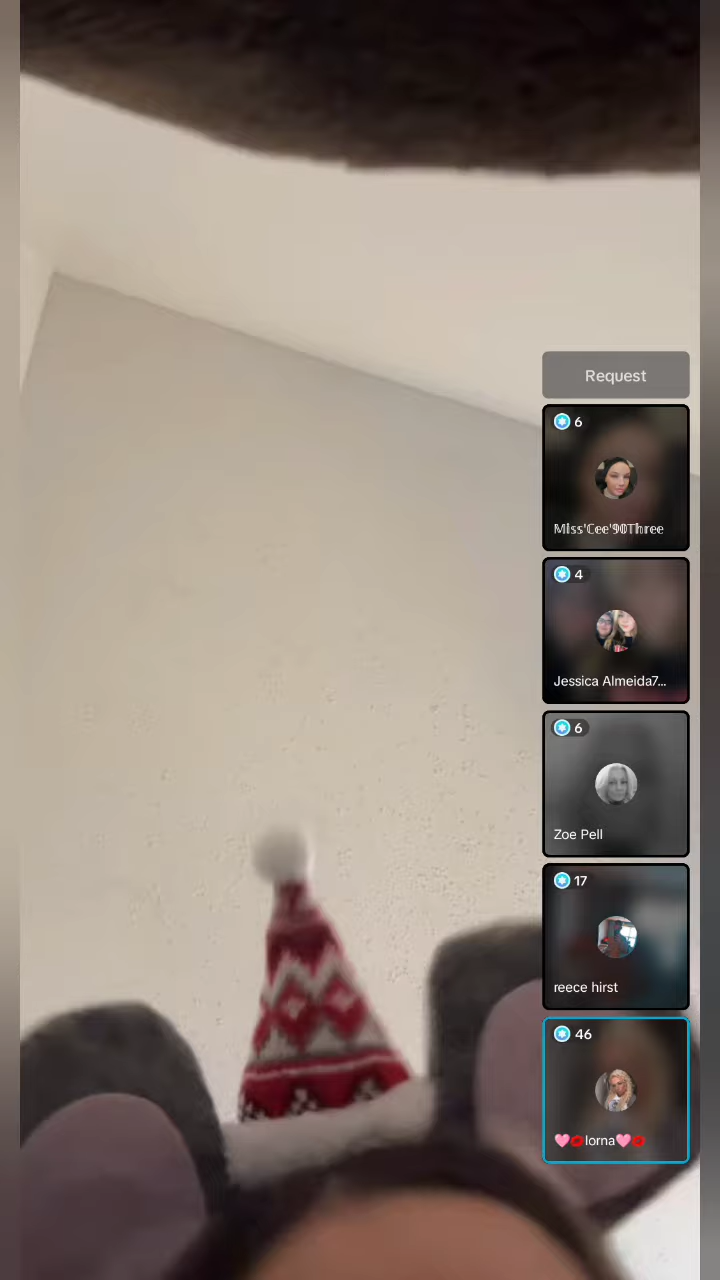 Request
6
Miss'Cee'90Three
4
Jessica Almeida7...
6
Zoe Pell
17
reece hirst
46
🩷💋lorna🩷💋